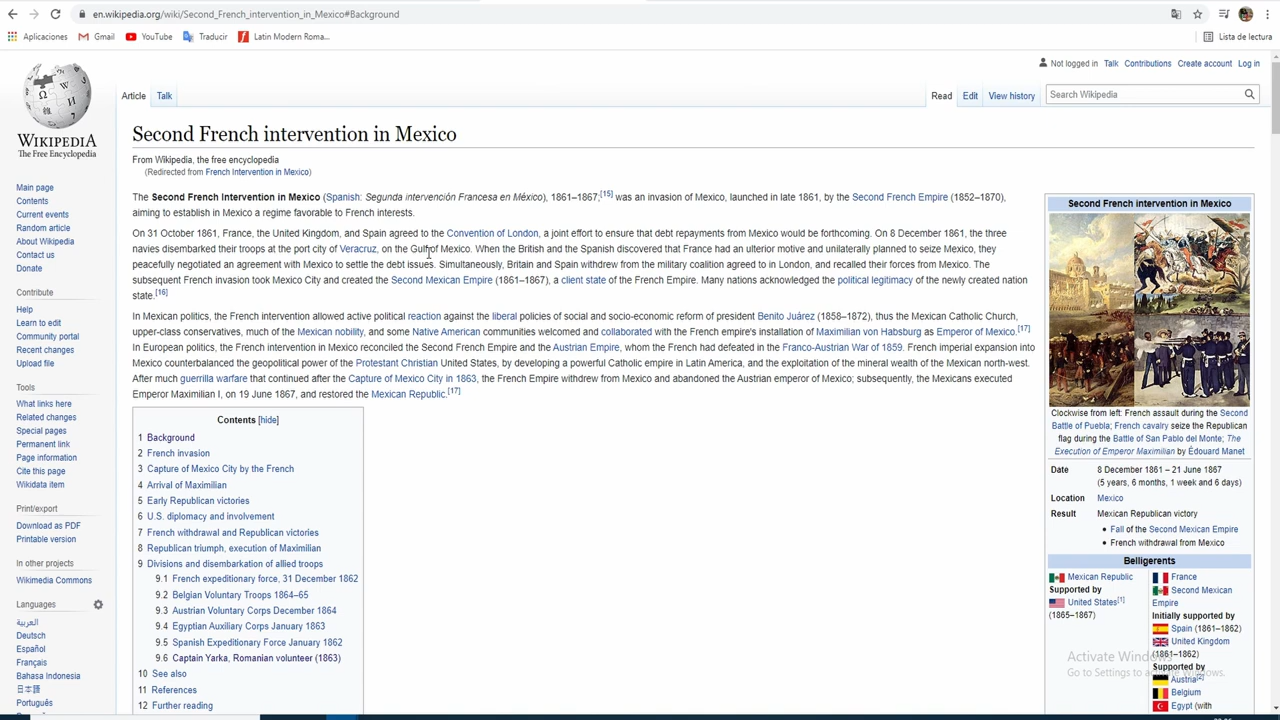 en.wikipedia.org/wiki/Second_French_intervention_in_Mexico#Background
Aplicaciones Gmail YouTube Traducir Latin Modern Roma... Lista de lectura
Not logged in Talk Contributions Create account Log in
Article Talk Read Edit View history Search Wikipedia
WIKIPEDIA
The Free Encyclopedia
Main page
Contents
Current events
Random article
About Wikipedia
Contact us
Donate
Contribute
Help
Learn to edit
Community portal
Recent changes
Upload file
Tools
What links here
Related changes
Special pages
Permanent link
Page information
Cite this page
Wikidata item
Print/export
Download as PDF
Printable version
In other projects
Wikimedia Commons
Languages
العربية
Deutsch
Español
Français
Bahasa Indonesia
日本語
Português
Second French intervention in Mexico
From Wikipedia, the free encyclopedia
(Redirected from French Intervention in Mexico)
The Second French Intervention in Mexico (Spanish: Segunda intervención Francesa en México), 1861–1867;[15] was an invasion of Mexico, launched in late 1861, by the Second French Empire (1852–1870),
aiming to establish in Mexico a regime favorable to French interests.
On 31 October 1861, France, the United Kingdom, and Spain agreed to the Convention of London, a joint effort to ensure that debt repayments from Mexico would be forthcoming. On 8 December 1861, the three
navies disembarked their troops at the port city of Veracruz, on the Gulf of Mexico. When the British and the Spanish discovered that France had an ulterior motive and unilaterally planned to seize Mexico, they
peacefully negotiated an agreement with Mexico to settle the debt issues. Simultaneously, Britain and Spain withdrew from the military coalition agreed to in London, and recalled their forces from Mexico. The
subsequent French invasion took Mexico City and created the Second Mexican Empire (1861–1867), a client state of the French Empire. Many nations acknowledged the political legitimacy of the newly created nation
state.[16]
In Mexican politics, the French intervention allowed active political reaction against the liberal policies of social and socio-economic reform of president Benito Juárez (1858–1872), thus the Mexican Catholic Church,
upper-class conservatives, much of the Mexican nobility, and some Native American communities welcomed and collaborated with the French empire's installation of Maximilian von Habsburg as Emperor of Mexico.[17]
In European politics, the French intervention in Mexico reconciled the Second French Empire and the Austrian Empire, whom the French had defeated in the Franco-Austrian War of 1859. French imperial expansion into
Mexico counterbalanced the geopolitical power of the Protestant Christian United States, by developing a powerful Catholic empire in Latin America, and the exploitation of the mineral wealth of the Mexican north-west.
After much guerrilla warfare that continued after the Capture of Mexico City in 1863, the French Empire withdrew from Mexico and abandoned the Austrian emperor of Mexico; subsequently, the Mexicans executed
Emperor Maximilian I, on 19 June 1867, and restored the Mexican Republic.[17]
Contents [hide]
1 Background
2 French invasion
3 Capture of Mexico City by the French
4 Arrival of Maximilian
5 Early Republican victories
6 U.S. diplomacy and involvement
7 French withdrawal and Republican victories
8 Republican triumph, execution of Maximilian
9 Divisions and disembarkation of allied troops
9.1 French expeditionary force, 31 December 1862
9.2 Belgian Voluntary Troops 1864–65
9.3 Austrian Voluntary Corps December 1864
9.4 Egyptian Auxiliary Corps January 1863
9.5 Spanish Expeditionary Force January 1862
9.6 Captain Yarka, Romanian volunteer (1863)
10 See also
11 References
12 Further reading
Second French intervention in Mexico
Clockwise from left: French assault during the Second
Battle of Puebla; French cavalry seize the Republican
flag during the Battle of San Pablo del Monte; The
Execution of Emperor Maximilian by Édouard Manet
Date 8 December 1861 – 21 June 1867
(5 years, 6 months, 1 week and 6 days)
Location Mexico
Result Mexican Republican victory
• Fall of the Second Mexican Empire
• French withdrawal from Mexico
Belligerents
Mexican Republic
Supported by
United States[1]
(1865–1867)
France
Second Mexican
Empire
Initially supported by
Spain (1861–1862)
United Kingdom
(1861–1862)
Supported by
Austria[2]
Belgium
Egypt (with
Activate Windows
Go to Settings to activate Windows.